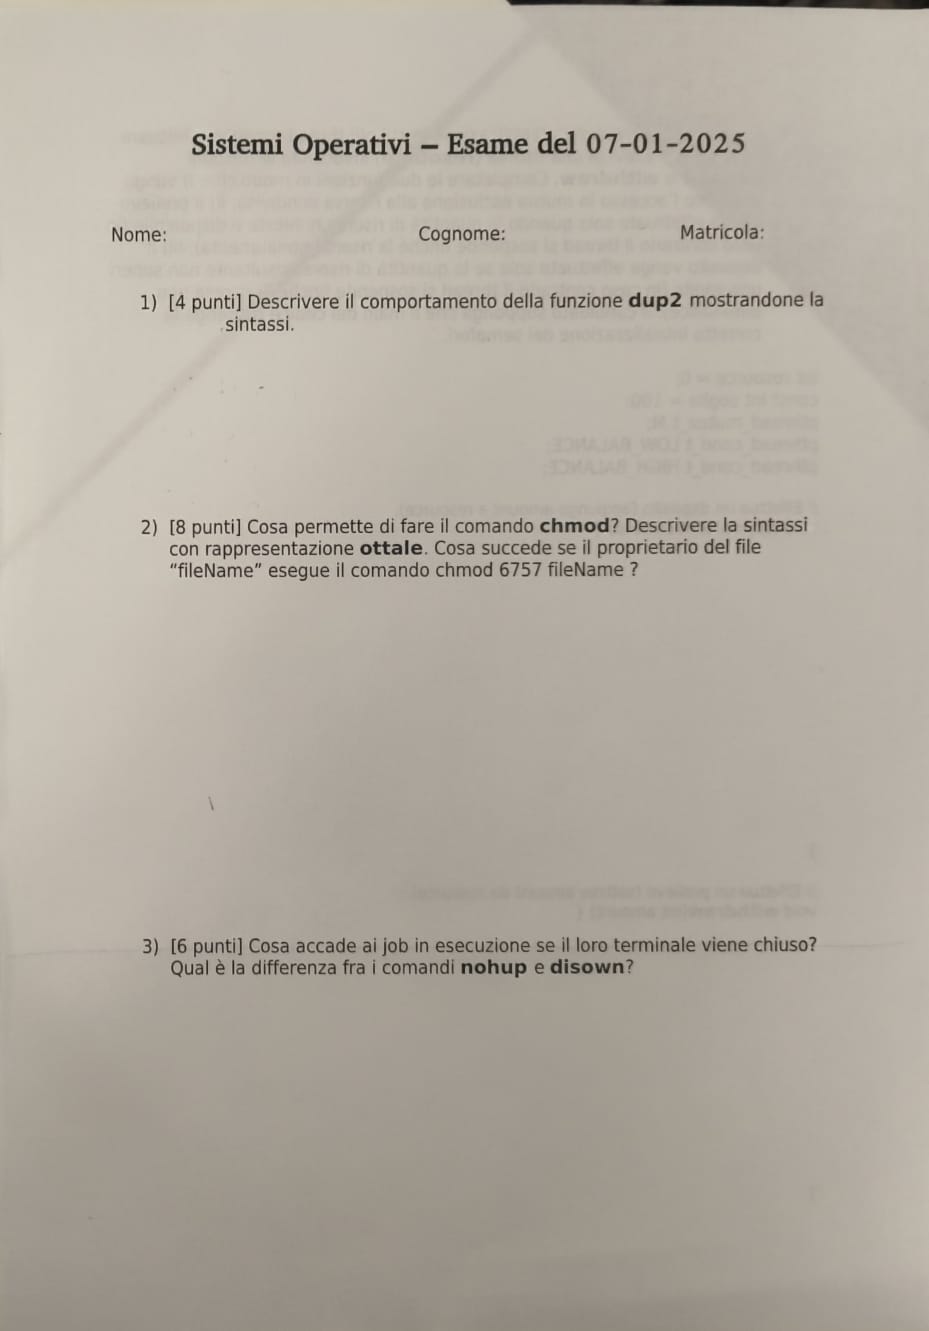 Sistemi Operativi – Esame del 07-01-2025
Nome: Cognome: Matricola:
1) [4 punti] Descrivere il comportamento della funzione dup2 mostrandone la
sintassi.
2) [8 punti] Cosa permette di fare il comando chmod? Descrivere la sintassi
con rappresentazione ottale. Cosa succede se il proprietario del file
“fileName” esegue il comando chmod 6757 fileName ?
3) [6 punti] Cosa accade ai job in esecuzione se il loro terminale viene chiuso?
Qual è la differenza fra i comandi nohup e disown?